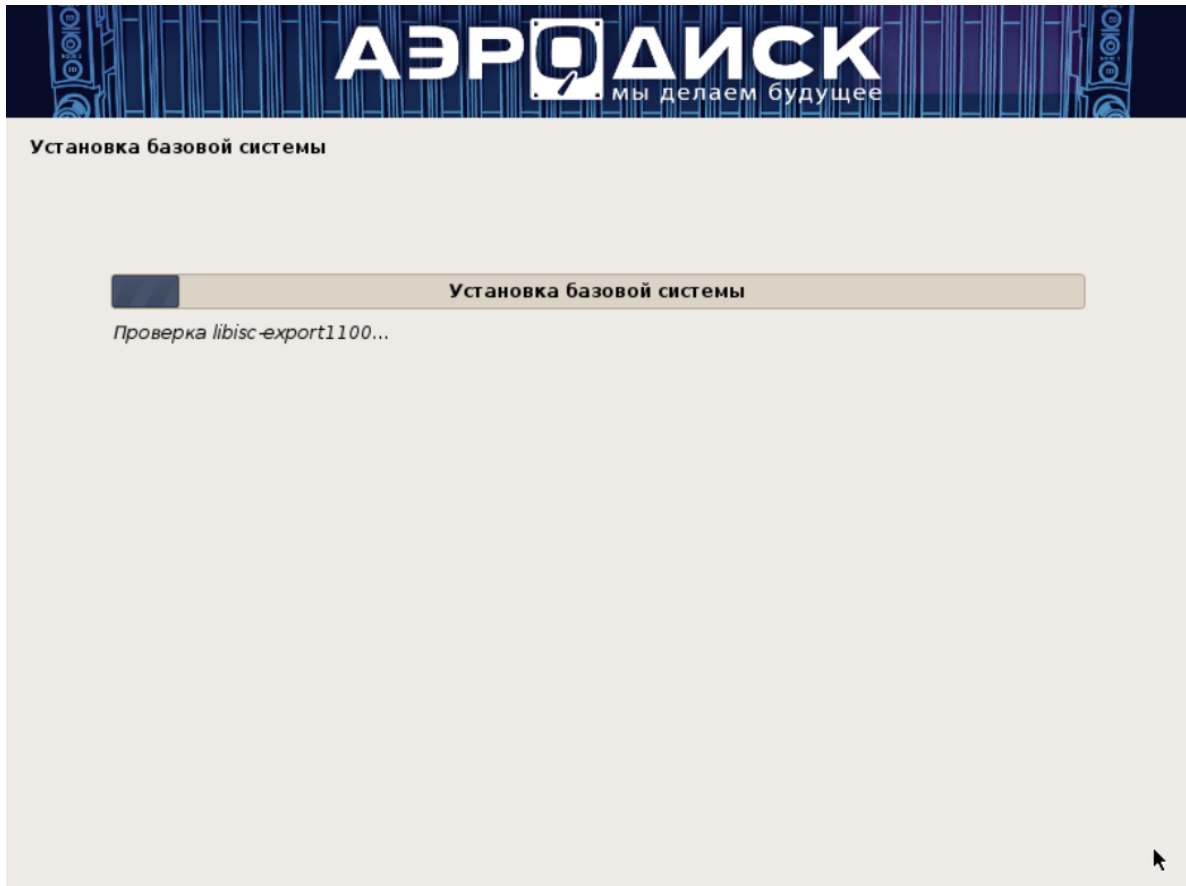 АЭРОДИСК
мы делаем будущее
Установка базовой системы
Установка базовой системы
Проверка libisc-export1100...